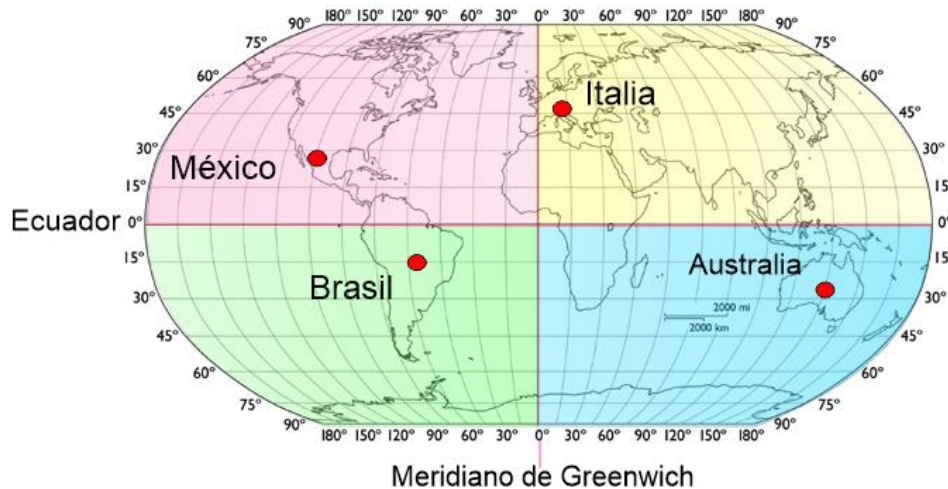 90° 180° 150° 120° 90° 60° 30° 0° 30° 60° 90° 120° 150° 180° 90°
75° 75°
60° 60°
Italia
45° 45°
30° 30°
México
15° 15°
Ecuador 0° 0°
15° Australia 15°
Brasil
30° 2000 mi 30°
2000 km
45° 45°
60° 60°
75° 75°
90° 180° 150° 120° 90° 60° 30° 0° 30° 60° 90° 120° 150° 180° 90°
Meridiano de Greenwich